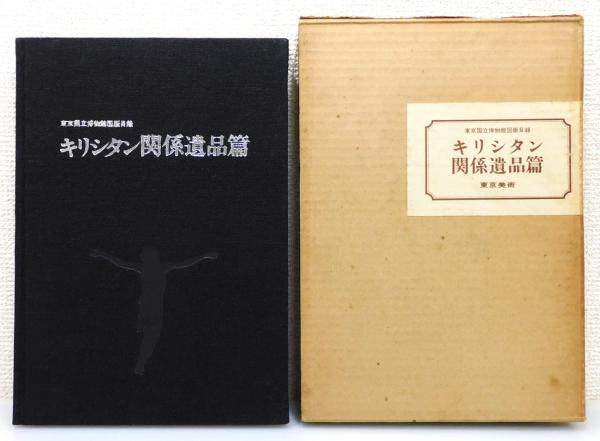 東京国立博物館図版目録
キリシタン関係遺品篇
東京国立博物館図版目録
キリシタン
関係遺品篇
東京美術